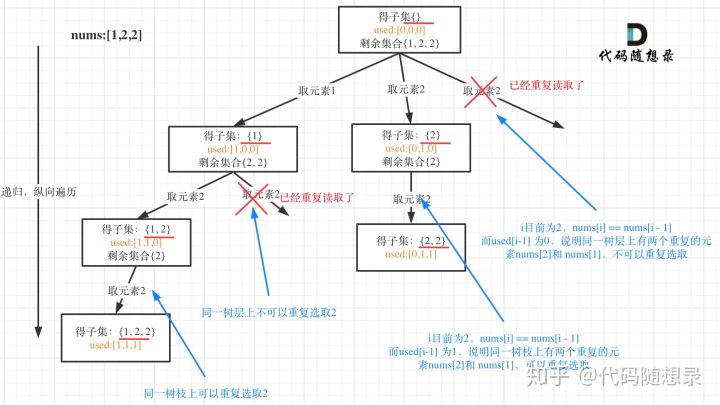 nums:[1,2,2]
得子集{}
used:[0,0,0]
剩余集合{1, 2, 2}
代码随想录
取元素1
取元素2
取元素2
已经重复读取了
得子集：{1}
used:[1,0,0]
剩余集合{2, 2}
得子集：{2}
used:[0,1,0]
剩余集合{2}
递归，纵向遍历
取元素2
取元素2
已经重复读取了
取元素2
得子集：{1, 2}
used:[1,1,0]
剩余集合{2}
得子集：{2, 2}
used:[0,1,1]
i目前为2，nums[i] == nums[i - 1]
而used[i-1] 为0，说明同一树层上有两个重复的元
素nums[2]和 nums[1]，不可以重复选取
取元素2
同一树层上不可以重复选取2
得子集：{1, 2, 2}
used:[1,1,1]
i目前为2，nums[i] == nums[i - 1]
而used[i-1] 为1，说明同一树枝上有两个重复的元
素nums[2]和 nums[1]，可以重复选取
同一树枝上可以重复选取2
知乎 @代码随想录